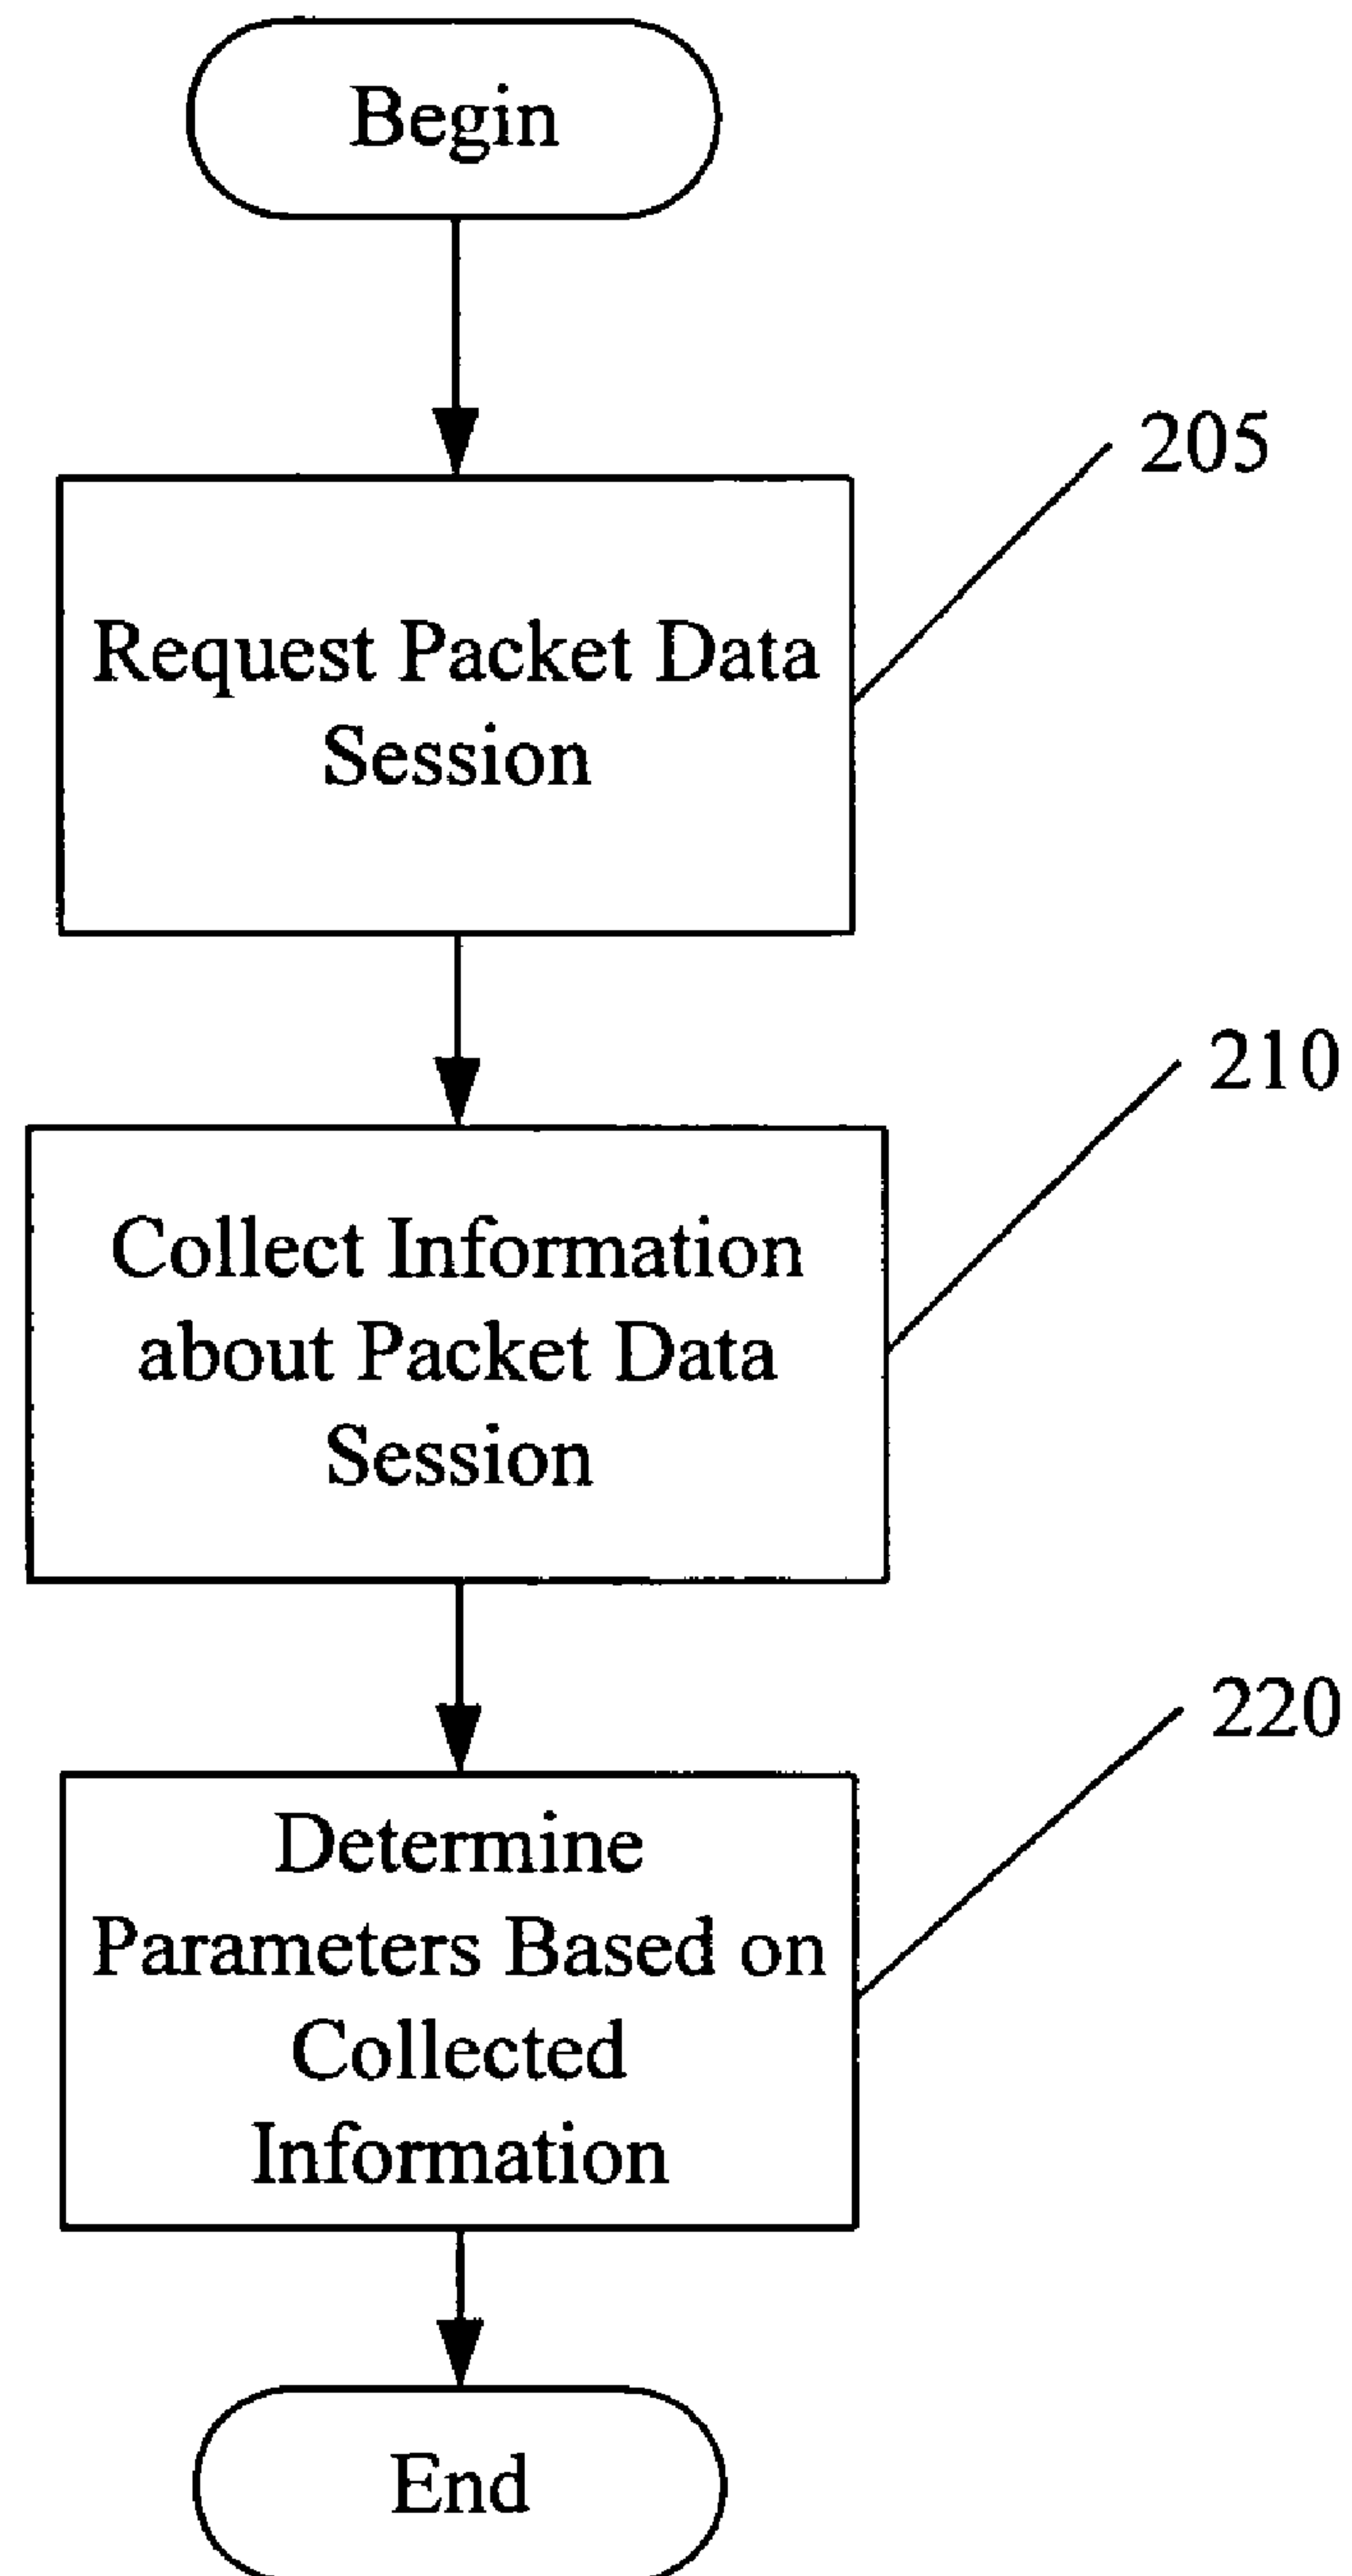 Begin
205
Request Packet Data
Session
210
Collect Information
about Packet Data
Session
220
Determine
Parameters Based on
Collected
Information
End